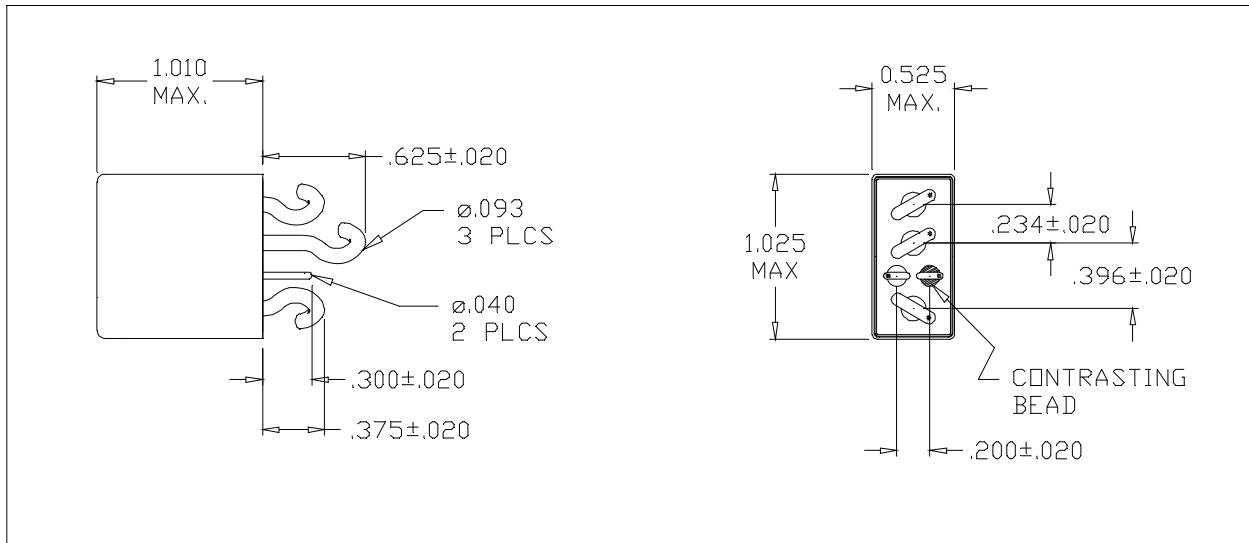 1.010
MAX.
.625±.020
ø.093
3 PLCS
ø.040
2 PLCS
.300±.020
.375±.020
0.525
MAX.
1.025
MAX
.234±.020
.396±.020
CONTRASTING
BEAD
.200±.020